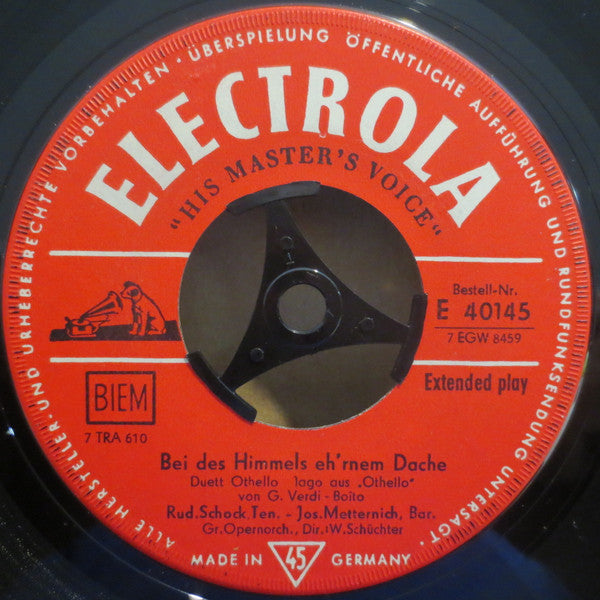 ALLE HERSTELLER- UND URHEBERRECHTE VORBEHALTEN · ÜBERSPIELUNG ÖFFENTLICHE AUFFÜHRUNG UND RUNDFUNKSENDUNG UNTERSAGT ·
ELECTROLA
"HIS MASTER'S VOICE"
Bestell-Nr.
E 40145
7 EGW 8459
BIEM
Extended play
7 TRA 610
Bei des Himmels eh'rnem Dache
Duett Othello Iago aus „Othello"
von G. Verdi - Boito
Rud. Schock, Ten. - Jos. Metternich, Bar.
Gr. Opernorch., Dir.: W. Schüchter
MADE IN 45 GERMANY
1